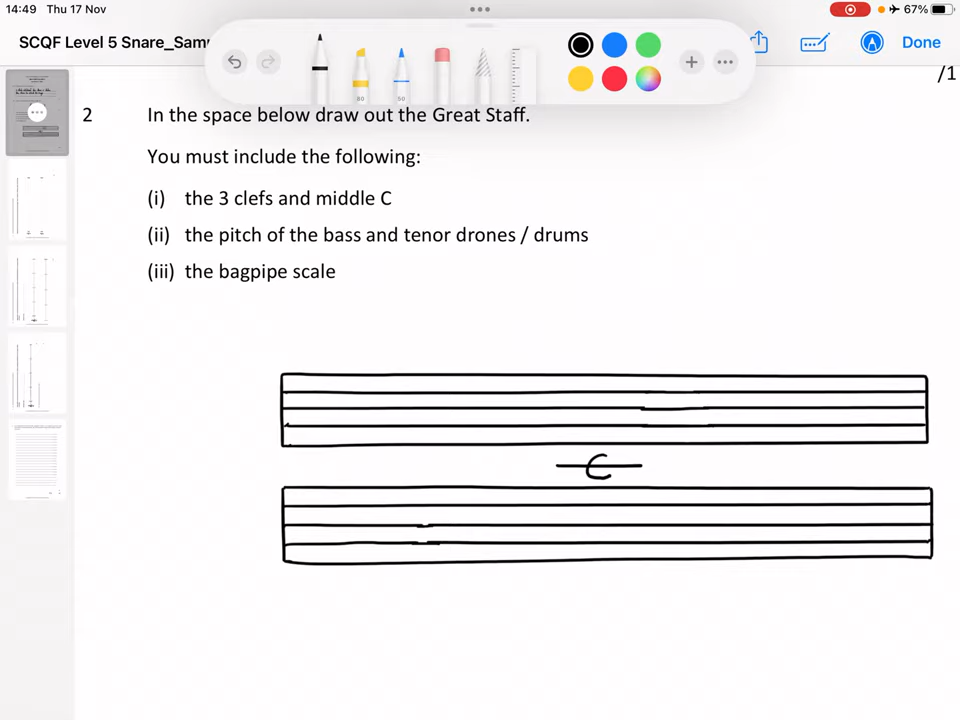 14:49 Thu 17 Nov
67%
SCQF Level 5 Snare_Sam
Done
80
50
/1
2 In the space below draw out the Great Staff.
You must include the following:
(i) the 3 clefs and middle C
(ii) the pitch of the bass and tenor drones / drums
(iii) the bagpipe scale
C